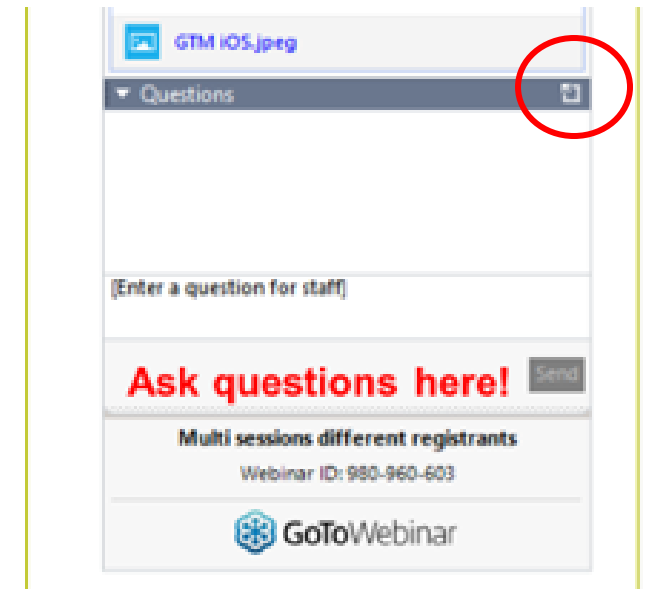 GTM iOS.jpeg
Questions
[Enter a question for staff]
Ask questions here!
Send
Multi sessions different registrants
Webinar ID: 980-960-603
GoToWebinar